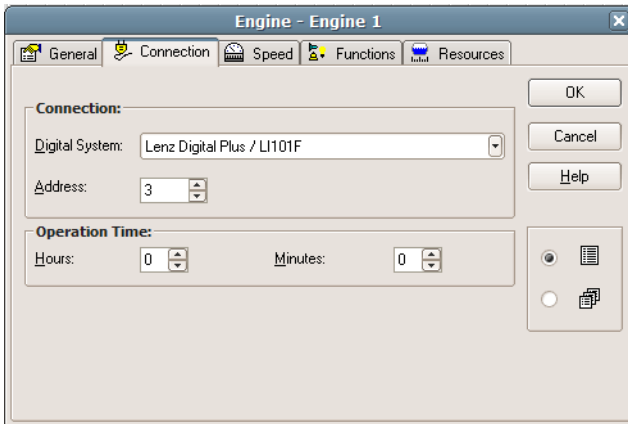 Engine - Engine 1
General Connection Speed Functions Resources
OK
Connection:
Digital System: Lenz Digital Plus / LI101F
Cancel
Address: 3
Help
Operation Time:
Hours: 0 Minutes: 0